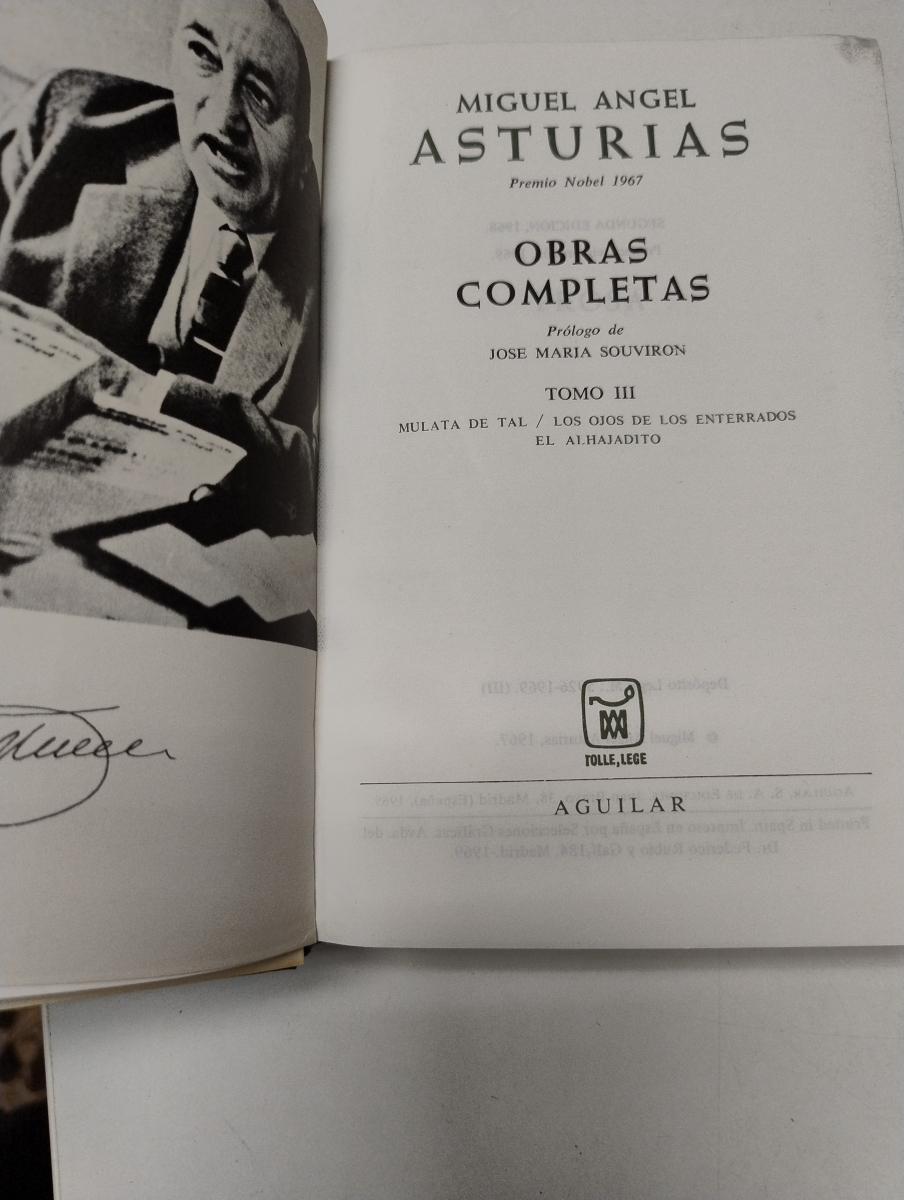 MIGUEL ANGEL
ASTURIAS
Premio Nobel 1967
OBRAS
COMPLETAS
Prólogo de
JOSE MARIA SOUVIRON
TOMO III
MULATA DE TAL / LOS OJOS DE LOS ENTERRADOS
EL ALHAJADITO
TOLLE, LEGE
AGUILAR